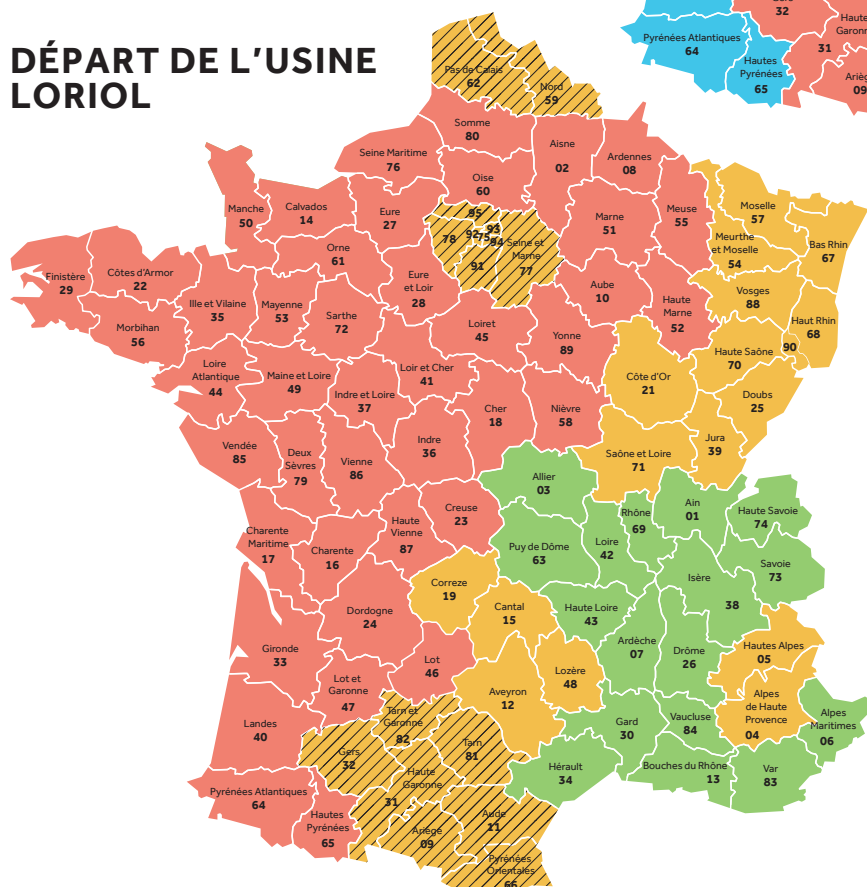 DÉPART DE L'USINE
LORIOL
32
Pyrénées Atlantiques
64
Hautes
Pyrénées
65
Haute
Garonn
31
Arièg
09
Pas de Calais
62
Nord
59
Somme
80
Aisne
02
Ardennes
08
Seine Maritime
76
Oise
60
Manche
50
Calvados
14
Eure
27
95
78
92
75
93
94
91
Seine et
Marne
77
Marne
51
Meuse
55
Moselle
57
Meurthe
et Moselle
54
Bas Rhin
67
Orne
61
Finistère
29
Côtes d'Armor
22
Ille et Vilaine
35
Mayenne
53
Sarthe
72
Eure
et Loir
28
Aube
10
Haute
Marne
52
Vosges
88
Haut Rhin
68
Morbihan
56
Loiret
45
Yonne
89
Haute Saône
70
90
Loire
Atlantique
44
Maine et Loire
49
Indre et Loire
37
Loir et Cher
41
Cher
18
Nièvre
58
Côte d'Or
21
Doubs
25
Jura
39
Vendée
85
Deux
Sèvres
79
Vienne
86
Indre
36
Saône et Loire
71
Allier
03
Creuse
23
Haute
Vienne
87
Charente
Maritime
17
Charente
16
Puy de Dôme
63
Loire
42
Rhône
69
Ain
01
Haute Savoie
74
Savoie
73
Isère
38
Correze
19
Dordogne
24
Cantal
15
Haute Loire
43
Gironde
33
Lot
46
Lot et
Garonne
47
Aveyron
12
Lozère
48
Ardèche
07
Drôme
26
Hautes Alpes
05
Alpes
de Haute
Provence
04
Alpes
Maritimes
06
Landes
40
Tarn et
Garonne
82
Gers
32
Tarn
81
Haute
Garonne
31
Gard
30
Vaucluse
84
Hérault
34
Bouches du Rhône
13
Var
83
Pyrénées Atlantiques
64
Hautes
Pyrénées
65
Ariège
09
Aude
11
Pyrénées
Orientales
66